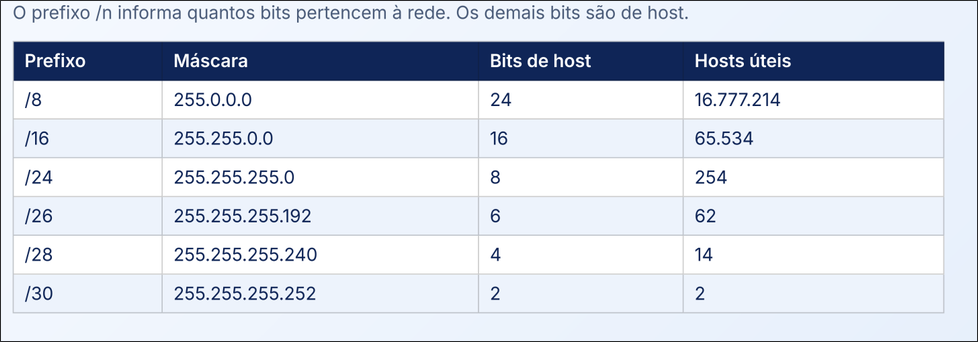 O prefixo /n informa quantos bits pertencem à rede. Os demais bits são de host.
Prefixo Máscara Bits de host Hosts úteis
/8 255.0.0.0 24 16.777.214
/16 255.255.0.0 16 65.534
/24 255.255.255.0 8 254
/26 255.255.255.192 6 62
/28 255.255.255.240 4 14
/30 255.255.255.252 2 2